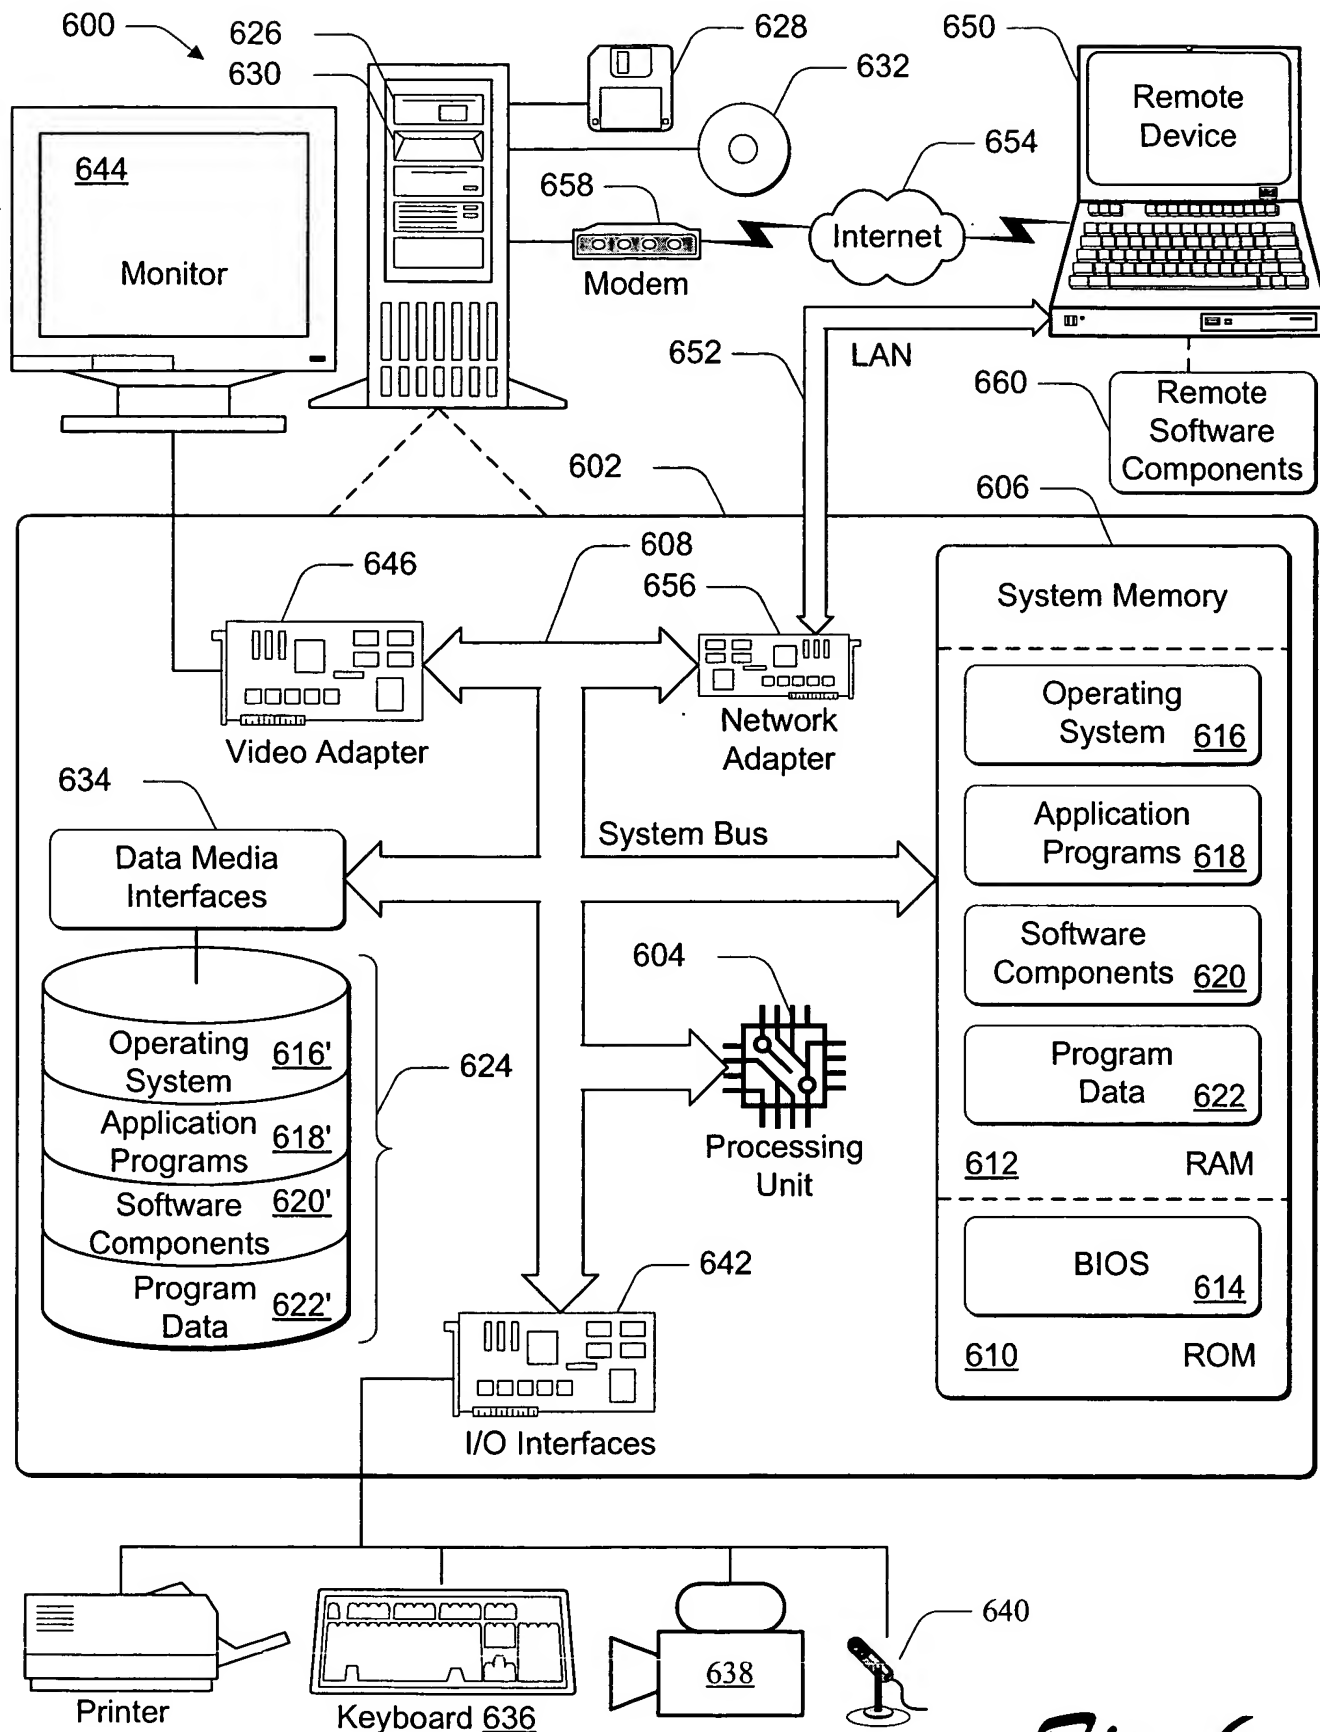 600
626
630
628
632
650
Remote
Device
644
Monitor
658
Modem
654
Internet
652
LAN
660
Remote
Software
Components
602
606
646
608
656
Video Adapter
Network
Adapter
System Memory
Operating
System 616
Application
Programs 618
Software
Components 620
Program
Data 622
612 RAM
BIOS
614
610 ROM
634
Data Media
Interfaces
System Bus
604
Processing
Unit
Operating
System 616'
Application
Programs 618'
Software
Components 620'
Program
Data 622'
624
642
I/O Interfaces
Printer
Keyboard 636
638
640
Fig. 6